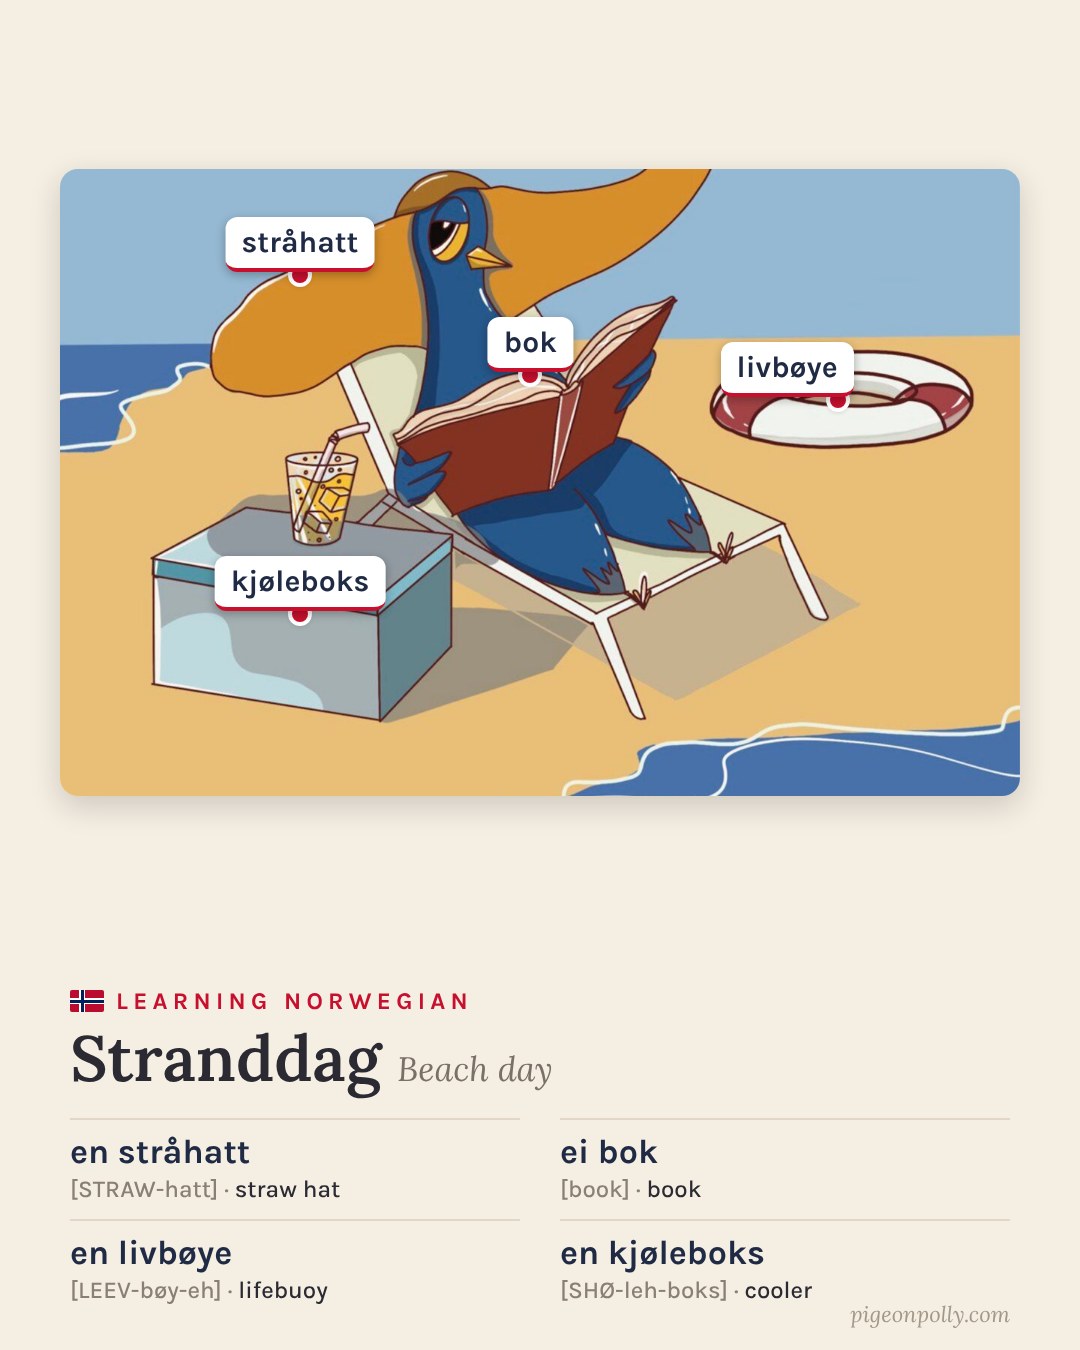 stråhatt
bok
livbøye
kjøleboks
LEARNING NORWEGIAN
Stranddag Beach day
en stråhatt
[STRAW-hatt] · straw hat
ei bok
[book] · book
en livbøye
[LEEV-bøy-eh] · lifebuoy
en kjøleboks
[SHØ-leh-boks] · cooler
pigeonpolly.com